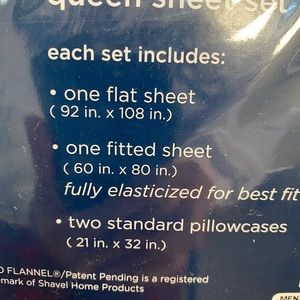 queen sheet set
each set includes:
• one flat sheet
( 92 in. x 108 in.)
• one fitted sheet
( 60 in. x 80 in.)
fully elasticized for best fit
• two standard pillowcases
( 21 in. x 32 in.)
O FLANNEL®/Patent Pending is a registered
emark of Shavel Home Products